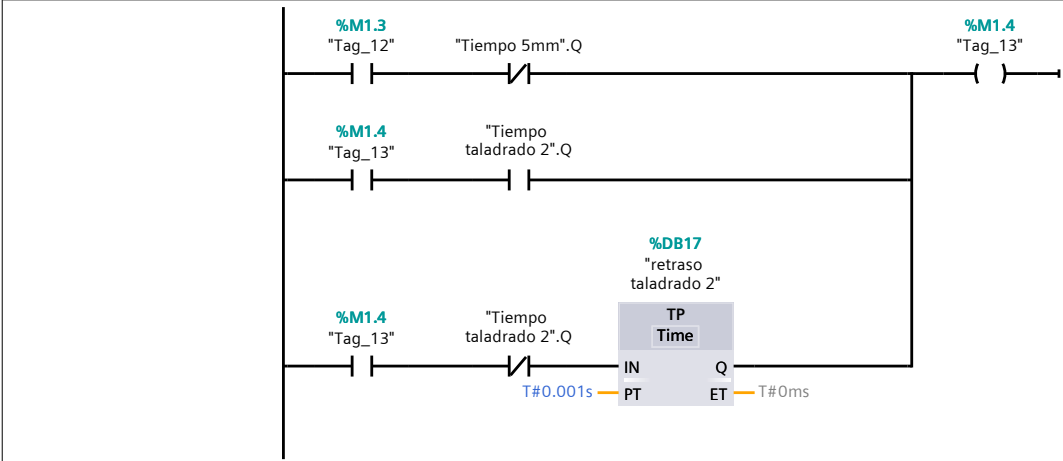 %M1.3
"Tag_12"
"Tiempo 5mm".Q
%M1.4
"Tag_13"
%M1.4
"Tag_13"
"Tiempo
taladrado 2".Q
%DB17
"retraso
taladrado 2"
%M1.4
"Tag_13"
"Tiempo
taladrado 2".Q
TP
Time
IN
Q
T#0.001s
PT
ET
T#0ms